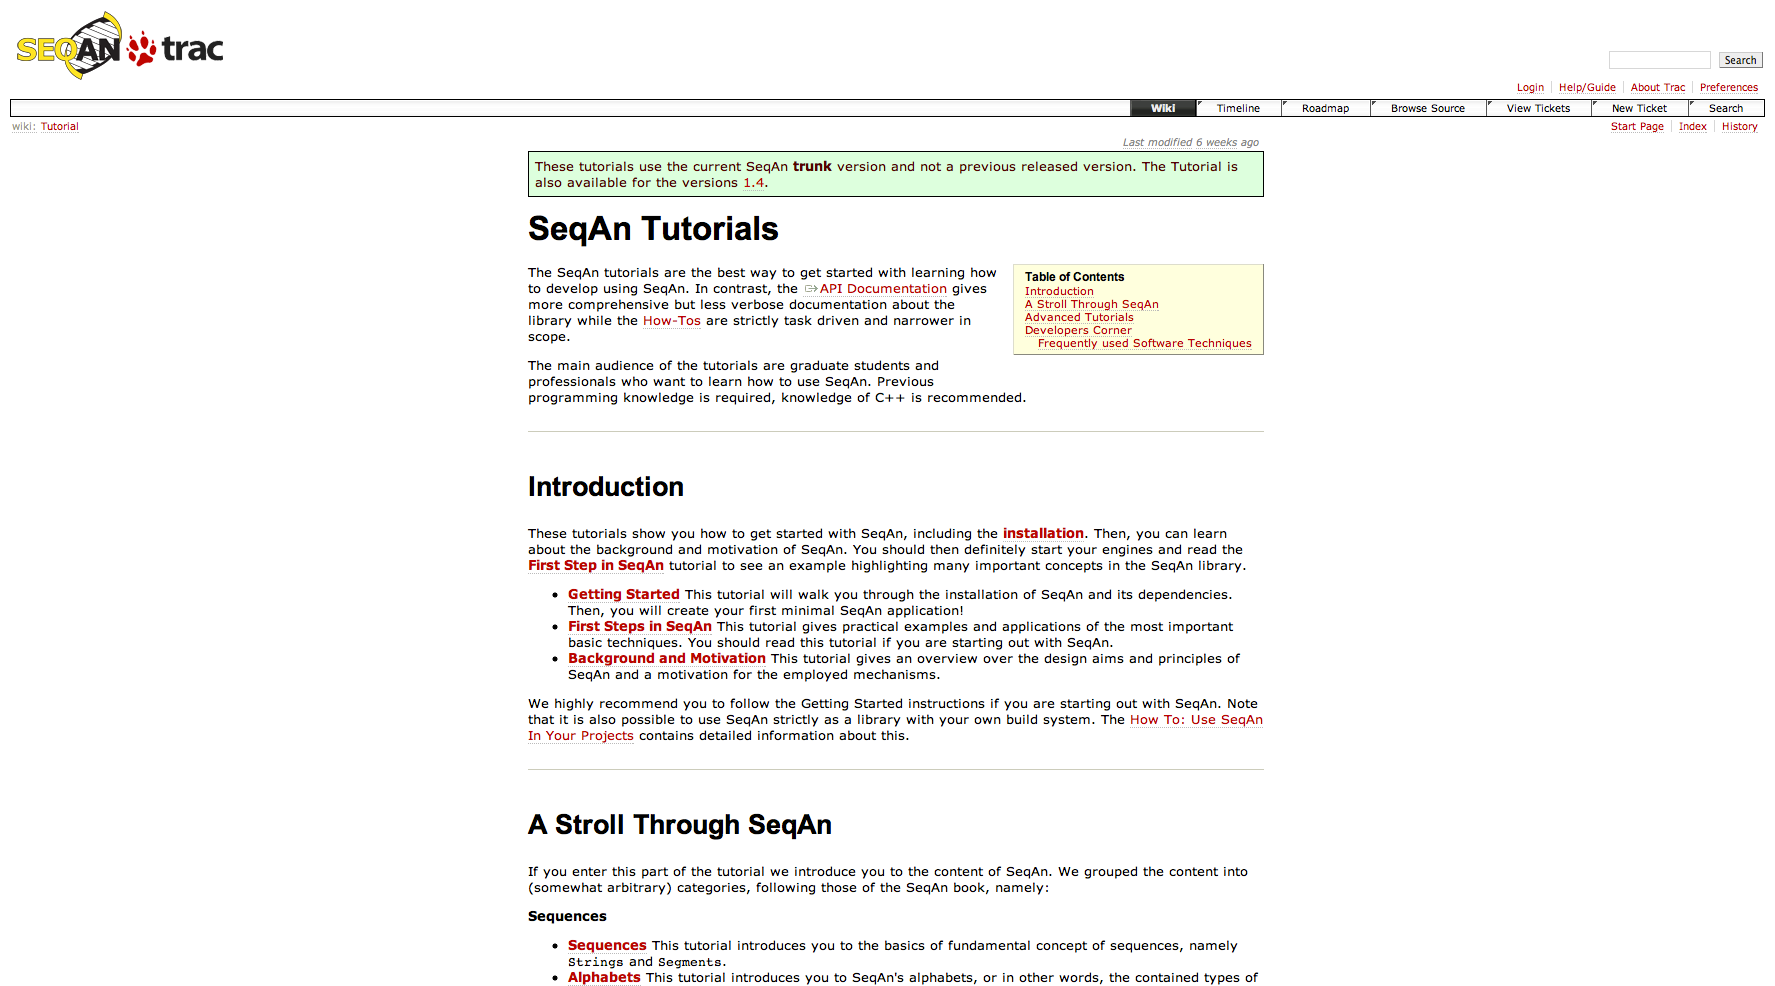 SEQAN trac
Search
Login Help/Guide About Trac Preferences
Wiki Timeline Roadmap Browse Source View Tickets New Ticket Search
wiki: Tutorial
Start Page Index History
Last modified 6 weeks ago
These tutorials use the current SeqAn trunk version and not a previous released version. The Tutorial is
also available for the versions 1.4.
SeqAn Tutorials
The SeqAn tutorials are the best way to get started with learning how
to develop using SeqAn. In contrast, the API Documentation gives
more comprehensive but less verbose documentation about the
library while the How-Tos are strictly task driven and narrower in
scope.
Table of Contents
Introduction
A Stroll Through SeqAn
Advanced Tutorials
Developers Corner
Frequently used Software Techniques
The main audience of the tutorials are graduate students and
professionals who want to learn how to use SeqAn. Previous
programming knowledge is required, knowledge of C++ is recommended.
Introduction
These tutorials show you how to get started with SeqAn, including the installation. Then, you can learn
about the background and motivation of SeqAn. You should then definitely start your engines and read the
First Step in SeqAn tutorial to see an example highlighting many important concepts in the SeqAn library.
• Getting Started This tutorial will walk you through the installation of SeqAn and its dependencies.
Then, you will create your first minimal SeqAn application!
• First Steps in SeqAn This tutorial gives practical examples and applications of the most important
basic techniques. You should read this tutorial if you are starting out with SeqAn.
• Background and Motivation This tutorial gives an overview over the design aims and principles of
SeqAn and a motivation for the employed mechanisms.
We highly recommend you to follow the Getting Started instructions if you are starting out with SeqAn. Note
that it is also possible to use SeqAn strictly as a library with your own build system. The How To: Use SeqAn
In Your Projects contains detailed information about this.
A Stroll Through SeqAn
If you enter this part of the tutorial we introduce you to the content of SeqAn. We grouped the content into
(somewhat arbitrary) categories, following those of the SeqAn book, namely:
Sequences
• Sequences This tutorial introduces you to the basics of fundamental concept of sequences, namely
Strings and Segments.
• Alphabets This tutorial introduces you to SeqAn's alphabets, or in other words, the contained types of